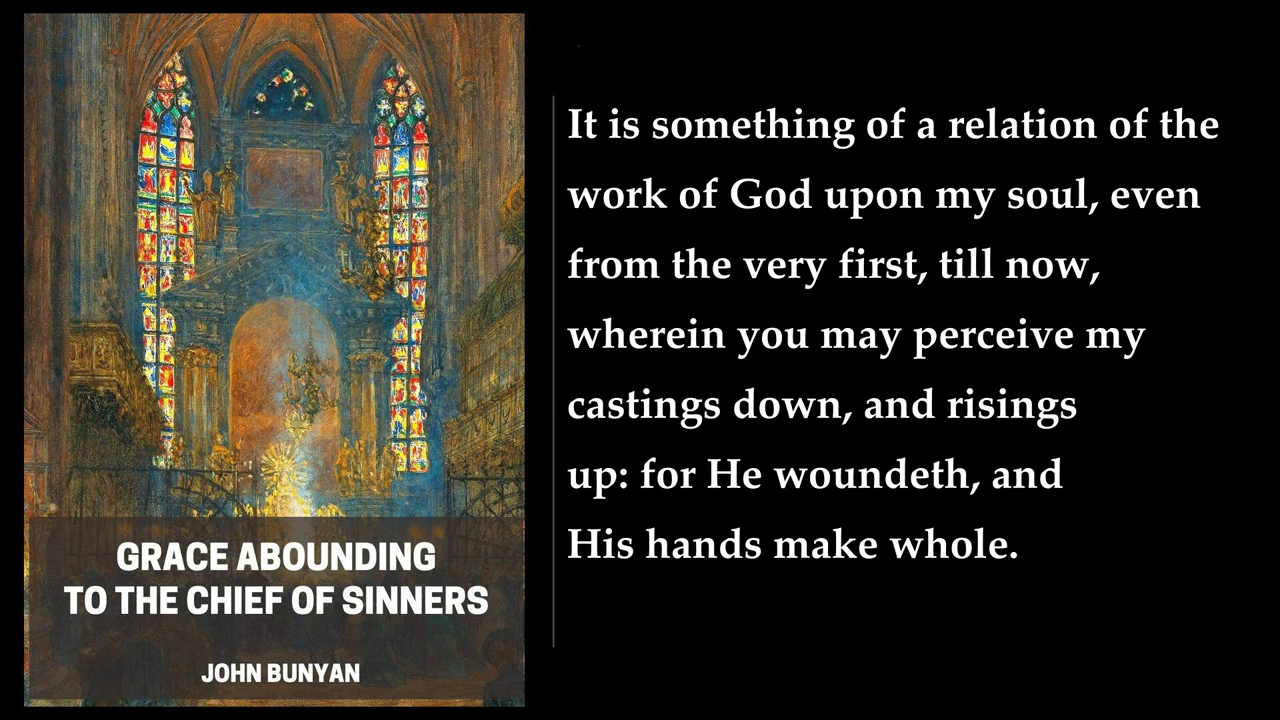 GRACE ABOUNDING
TO THE CHIEF OF SINNERS
JOHN BUNYAN
It is something of a relation of the
work of God upon my soul, even
from the very first, till now,
wherein you may perceive my
castings down, and risings
up: for He woundeth, and
His hands make whole.